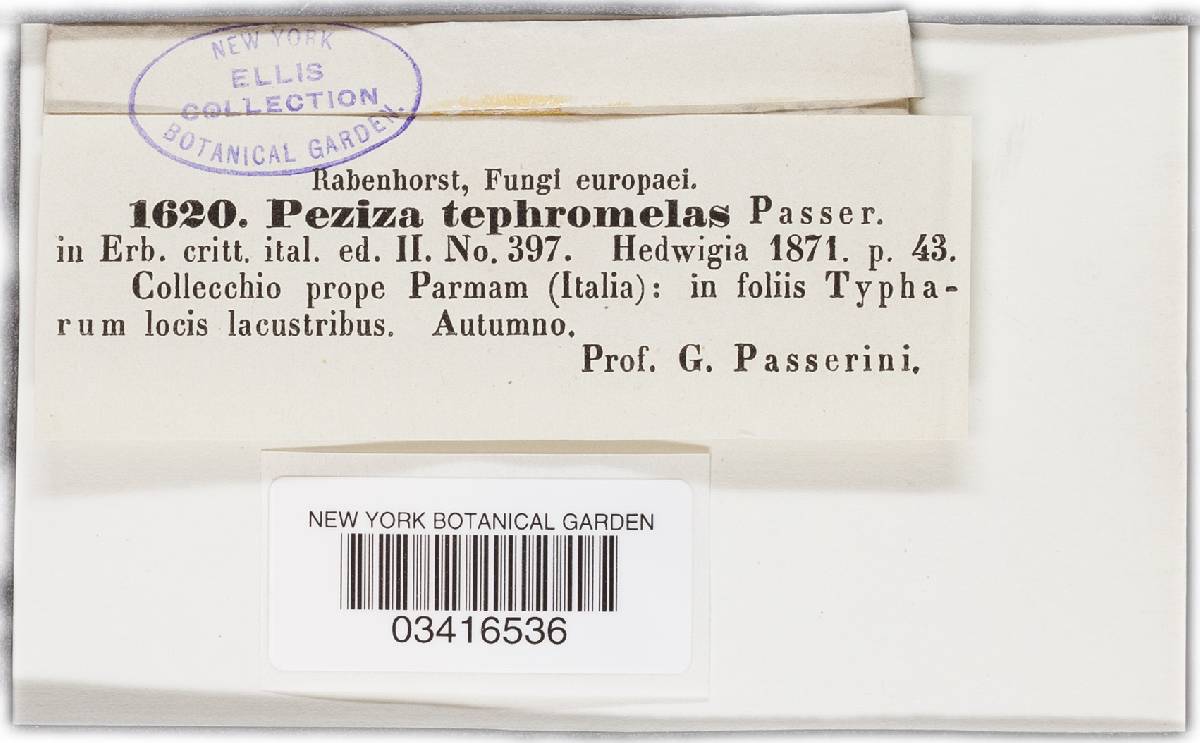 NEW YORK
ELLIS
COLLECTION
BOTANICAL GARDEN.
Rabenhorst, Fungi europaei.
1620. Peziza tephromelas Passer.
in Erb. critt. ital. ed. II. No. 397. Hedwigia 1871. p. 43.
Collecchio prope Parmam (Italia): in foliis Typha-
rum locis lacustribus. Autumno.
Prof. G. Passerini.
NEW YORK BOTANICAL GARDEN
03416536